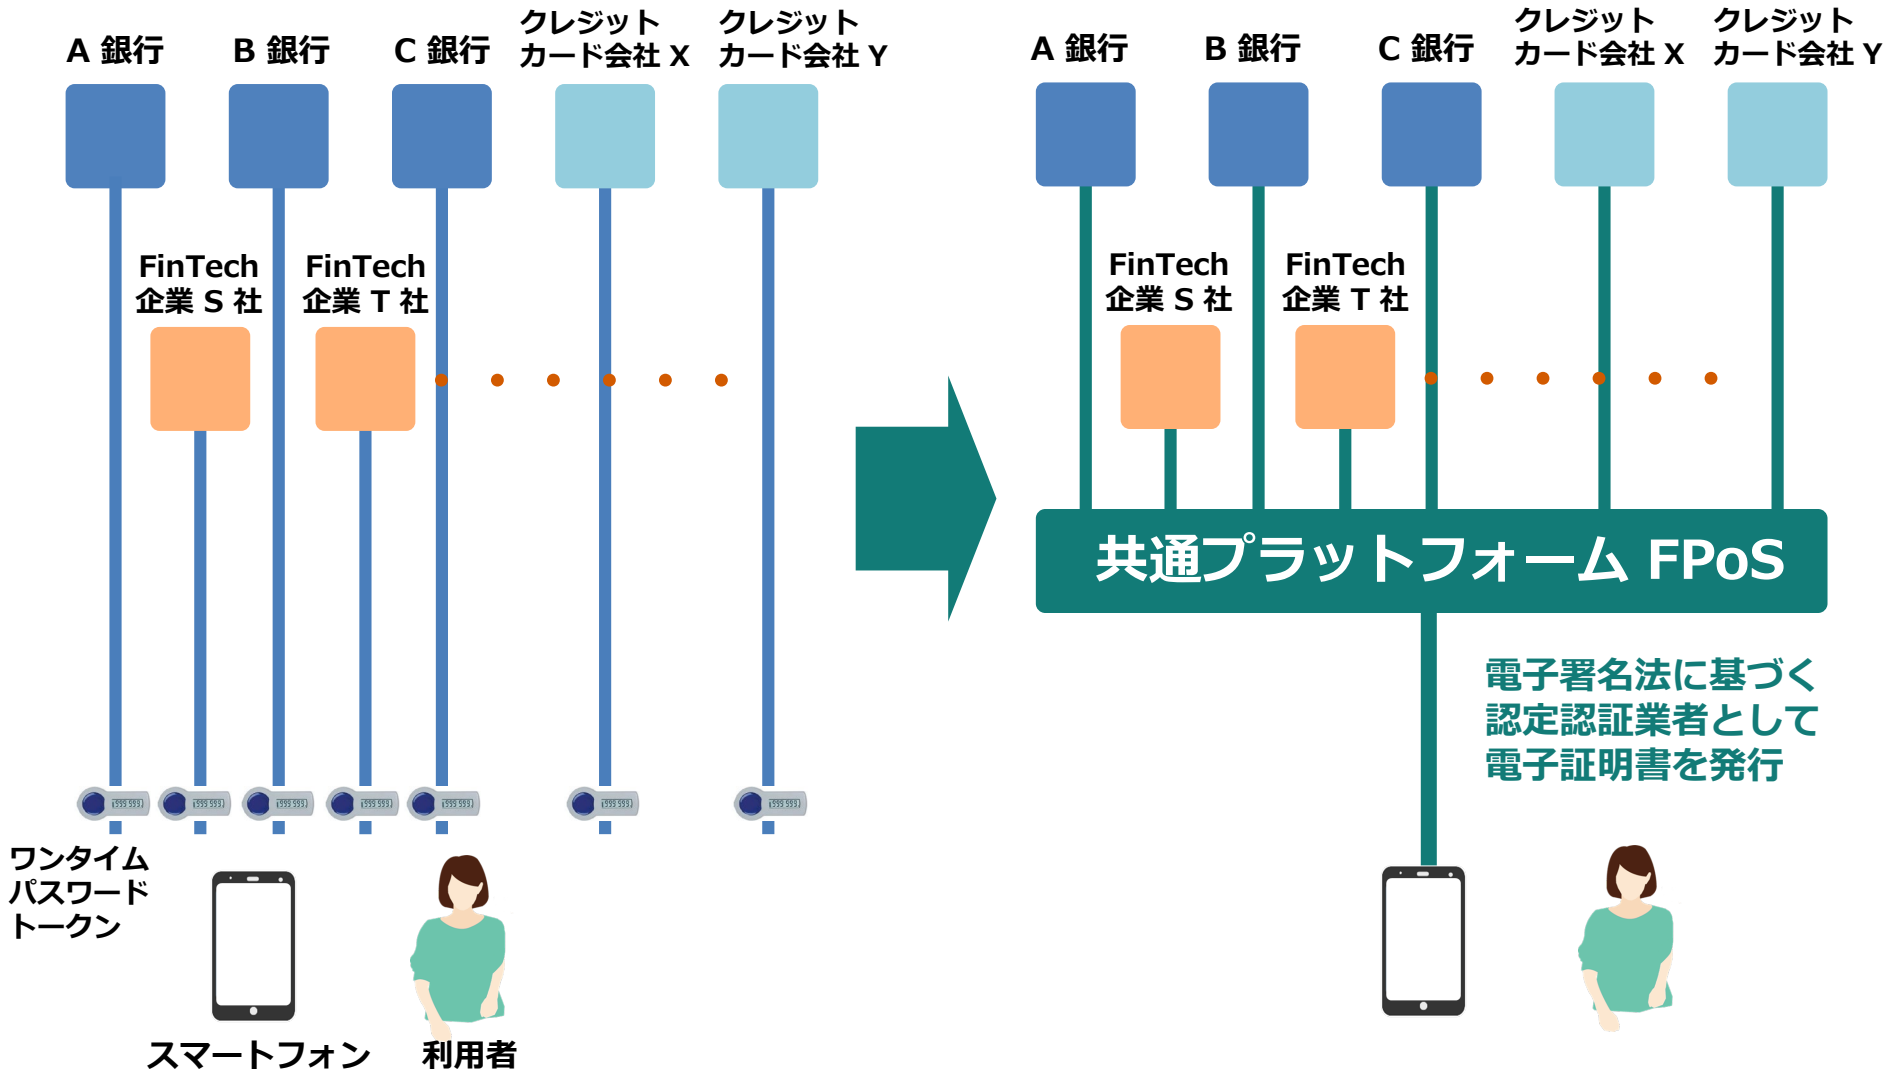 A 銀行
B 銀行
C 銀行
クレジット
カード会社 X
クレジット
カード会社 Y
FinTech
企業 S 社
FinTech
企業 T 社
ワンタイム
パスワード
トークン
スマートフォン
利用者
A 銀行
B 銀行
C 銀行
クレジット
カード会社 X
クレジット
カード会社 Y
FinTech
企業 S 社
FinTech
企業 T 社
共通プラットフォーム FPoS
電子署名法に基づく
認定認証業者として
電子証明書を発行